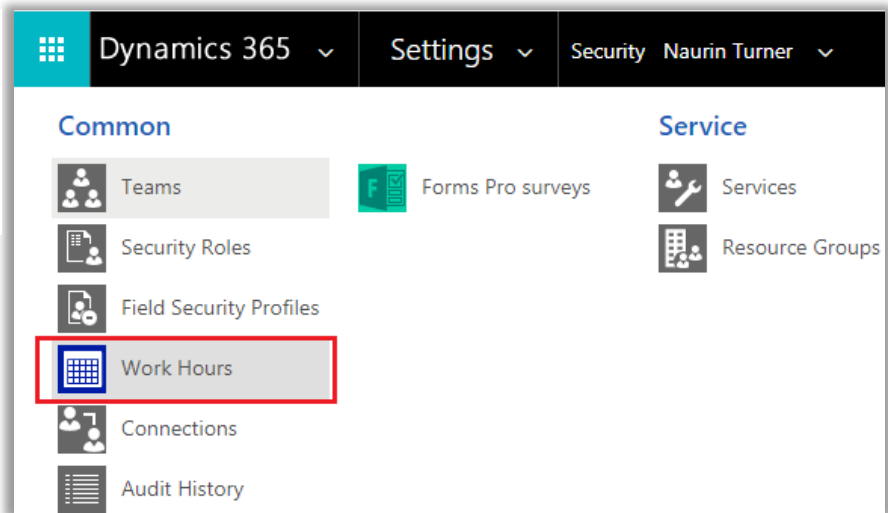 Dynamics 365 Settings Security Naurin Turner
Common
Service
Teams
Forms Pro surveys
Services
Security Roles
Resource Groups
Field Security Profiles
Work Hours
Connections
Audit History